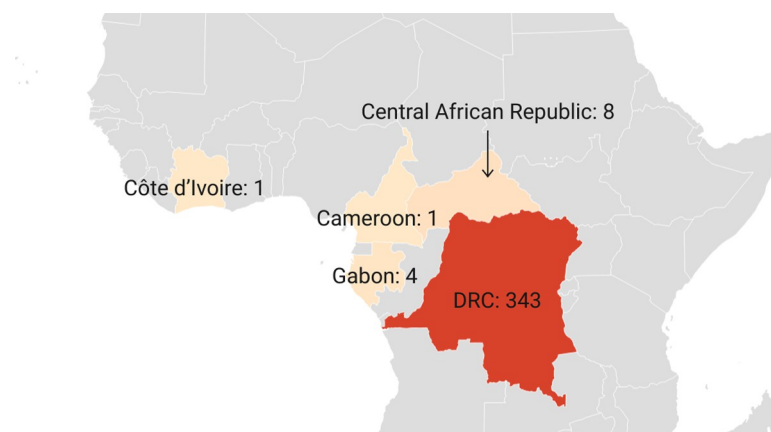 Central African Republic: 8
Côte d’Ivoire: 1
Cameroon: 1
Gabon: 4
DRC: 343